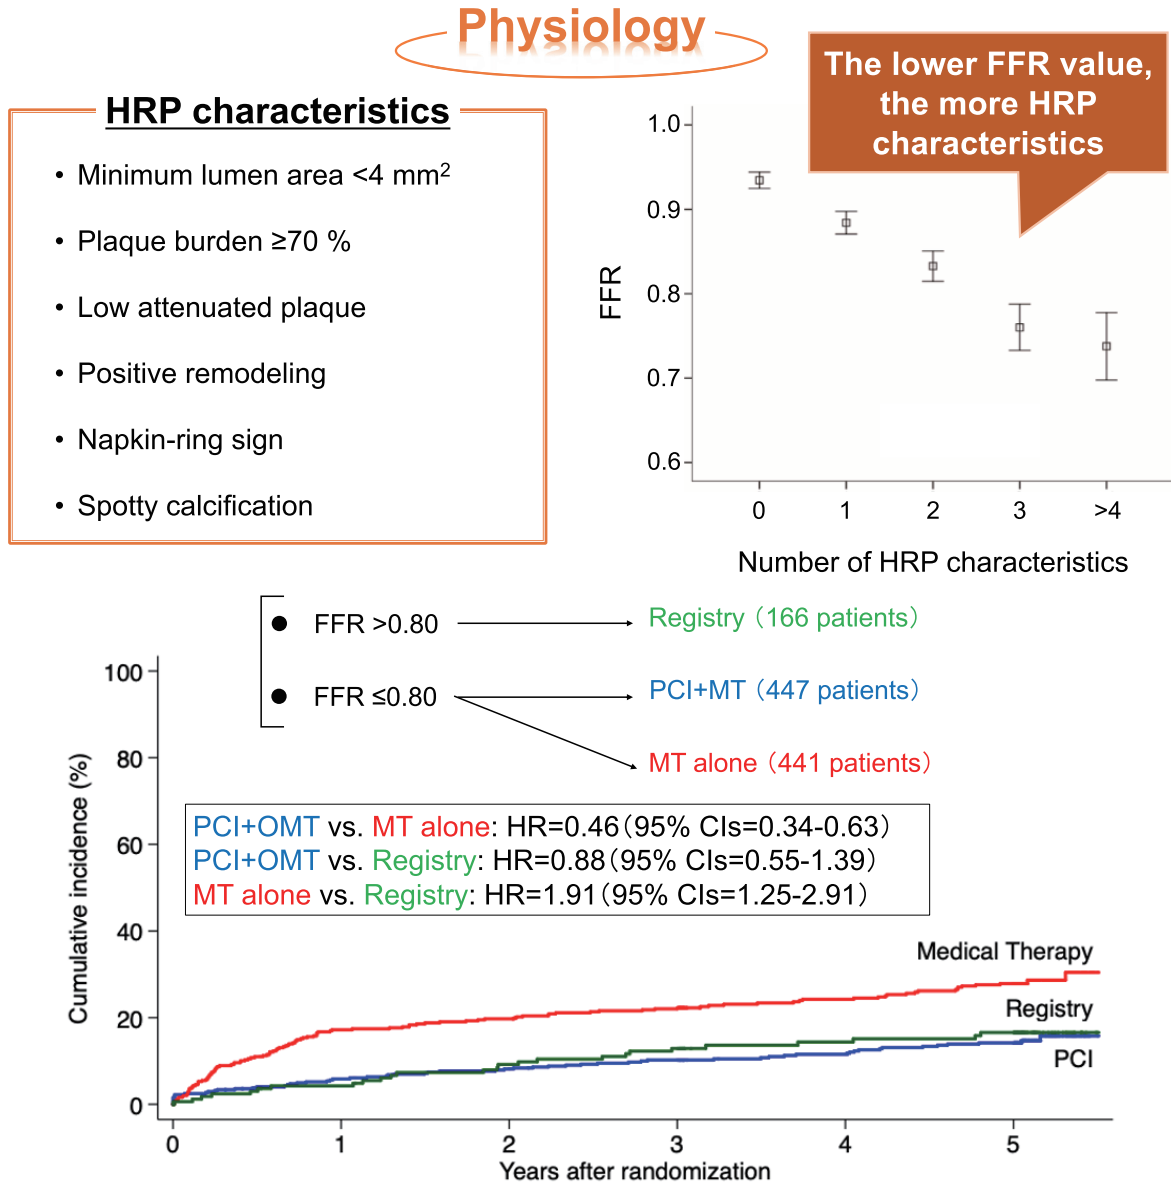 Physiology
HRP characteristics
• Minimum lumen area <4 mm²
• Plaque burden ≥70 %
• Low attenuated plaque
• Positive remodeling
• Napkin-ring sign
• Spotty calcification
The lower FFR value,
the more HRP
characteristics
FFR
1.0
0.9
0.8
0.7
0.6
0 1 2 3 >4
Number of HRP characteristics
● FFR >0.80
Registry（166 patients）
● FFR ≤0.80
PCI+MT（447 patients）
MT alone（441 patients）
PCI+OMT vs. MT alone: HR=0.46（95% CIs=0.34-0.63）
PCI+OMT vs. Registry: HR=0.88（95% CIs=0.55-1.39）
MT alone vs. Registry: HR=1.91（95% CIs=1.25-2.91）
Cumulative incidence (%)
100
80
60
40
20
0
Medical Therapy
Registry
PCI
0 1 2 3 4 5
Years after randomization